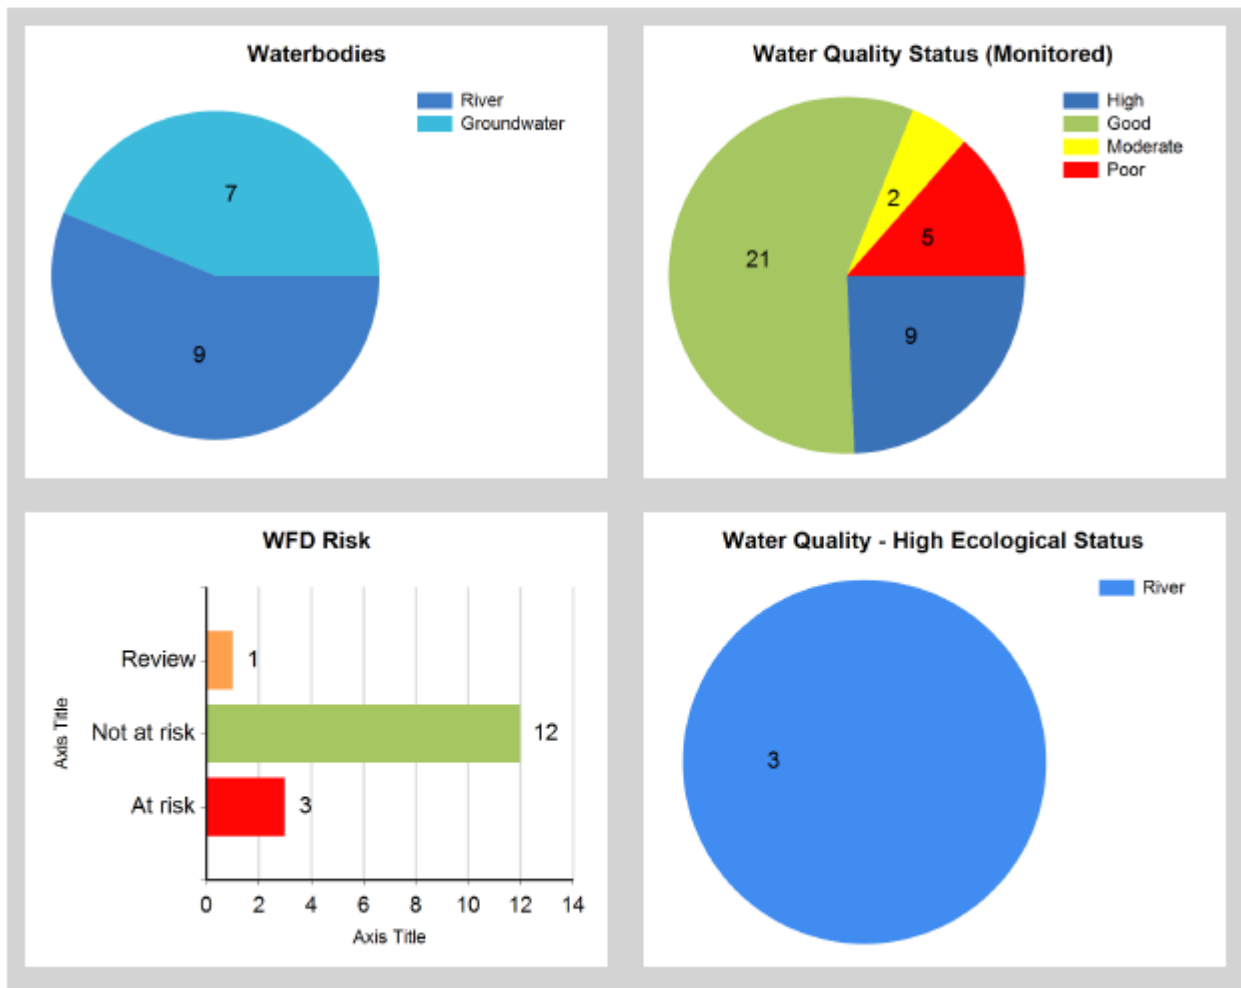 Waterbodies
River
Groundwater
7
9
Water Quality Status (Monitored)
High
Good
Moderate
Poor
2
5
21
9
WFD Risk
Axis Title
Review
1
Not at risk
12
At risk
3
0 2 4 6 8 10 12 14
Axis Title
Water Quality - High Ecological Status
River
3